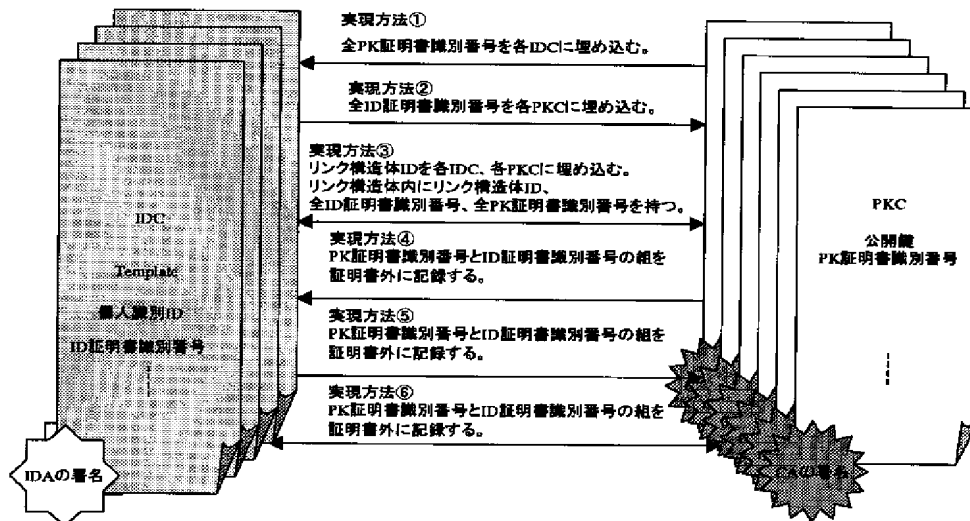 実現方法①
全PK証明書識別番号を各IDCに埋め込む。
実現方法②
全ID証明書識別番号を各PKCに埋め込む。
実現方法③
リンク構造体IDを各IDC、各PKCに埋め込む。
リンク構造体内にリンク構造体ID、
全ID証明書識別番号、全PK証明書識別番号を持つ。
実現方法④
PK証明書識別番号とID証明書識別番号の組を
証明書外に記録する。
実現方法⑤
PK証明書識別番号とID証明書識別番号の組を
証明書外に記録する。
実現方法⑥
PK証明書識別番号とID証明書識別番号の組を
証明書外に記録する。
IDC
Template
個人識別ID
ID証明書識別番号
IDAの署名
PKC
公開鍵
PK証明書識別番号
CAの署名